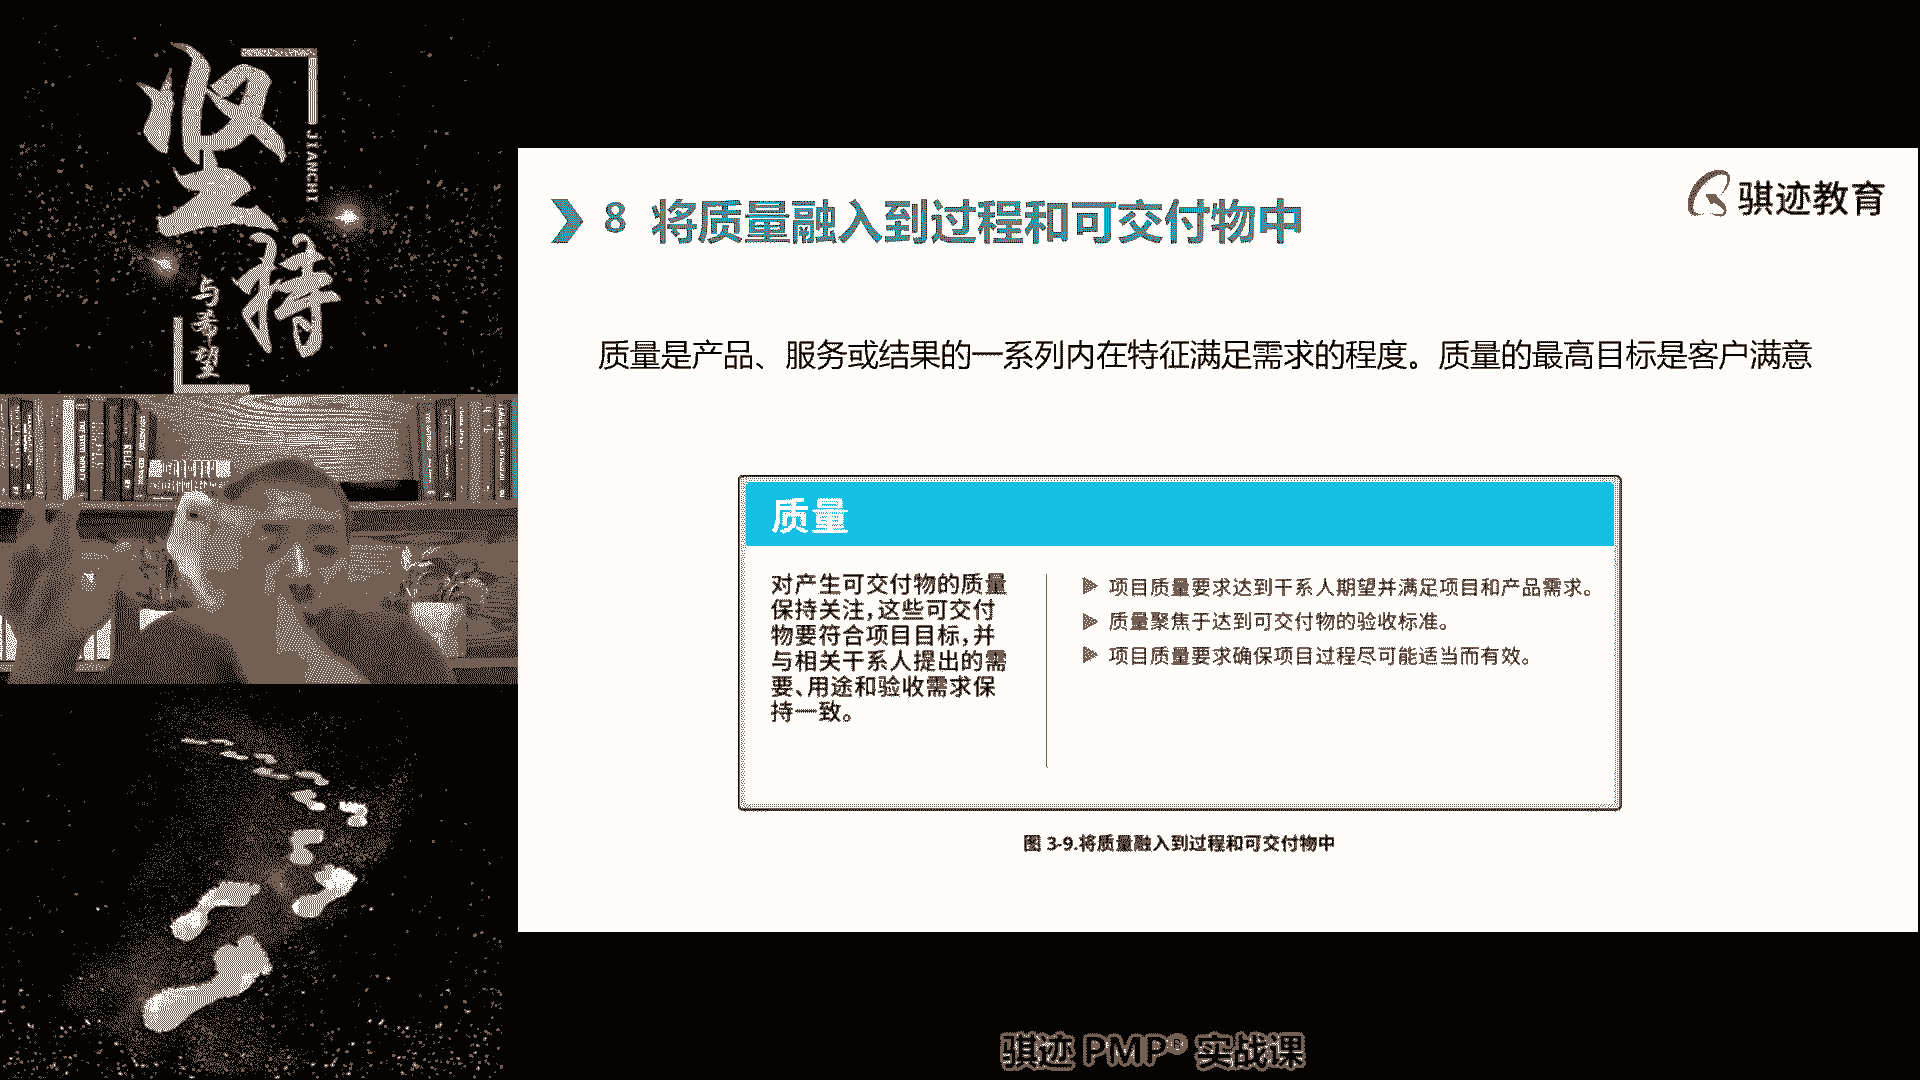 坚持
JIANCHI
与希望
骐迹教育
8 将质量融入到过程和可交付物中
质量是产品、服务或结果的一系列内在特征满足需求的程度。质量的最高目标是客户满意
质量
对产生可交付物的质量
保持关注，这些可交付
物要符合项目目标，并
与相关干系人提出的需
要、用途和验收需求保
持一致。
项目质量要求达到干系人期望并满足项目和产品需求。
质量聚焦于达到可交付物的验收标准。
项目质量要求确保项目过程尽可能适当而有效。
图 3-9.将质量融入到过程和可交付物中
骐迹 PMP® 实战课